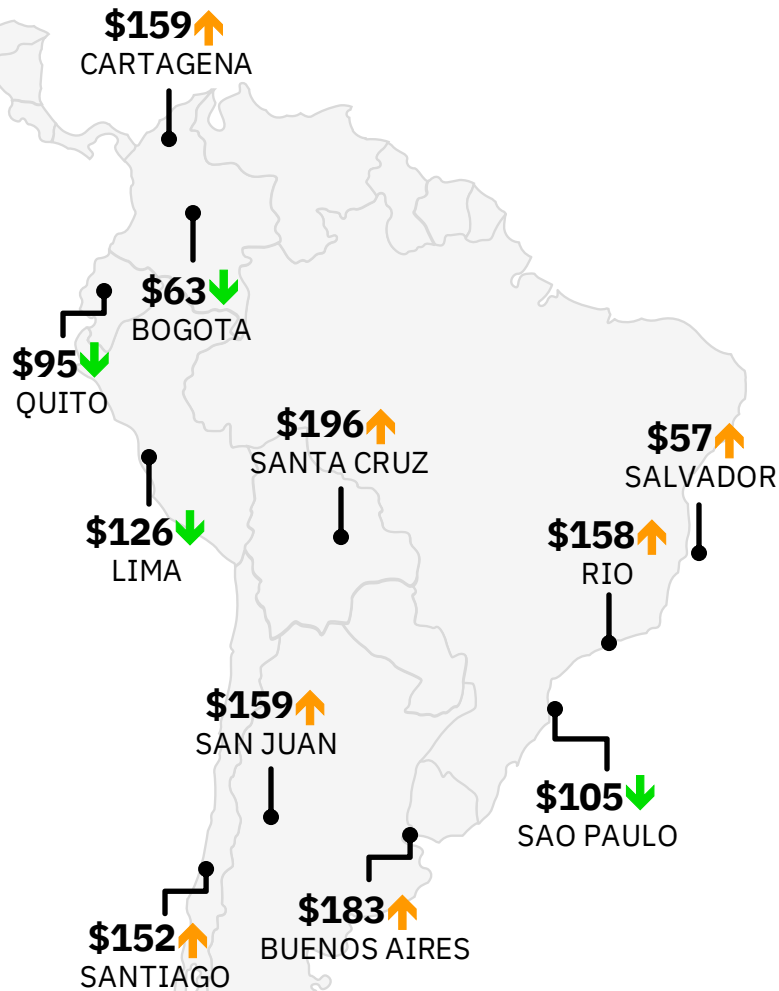 $159
CARTAGENA
$63
BOGOTA
$95
QUITO
$196
SANTA CRUZ
$57
SALVADOR
$126
LIMA
$158
RIO
$159
SAN JUAN
$105
SAO PAULO
$183
BUENOS AIRES
$152
SANTIAGO